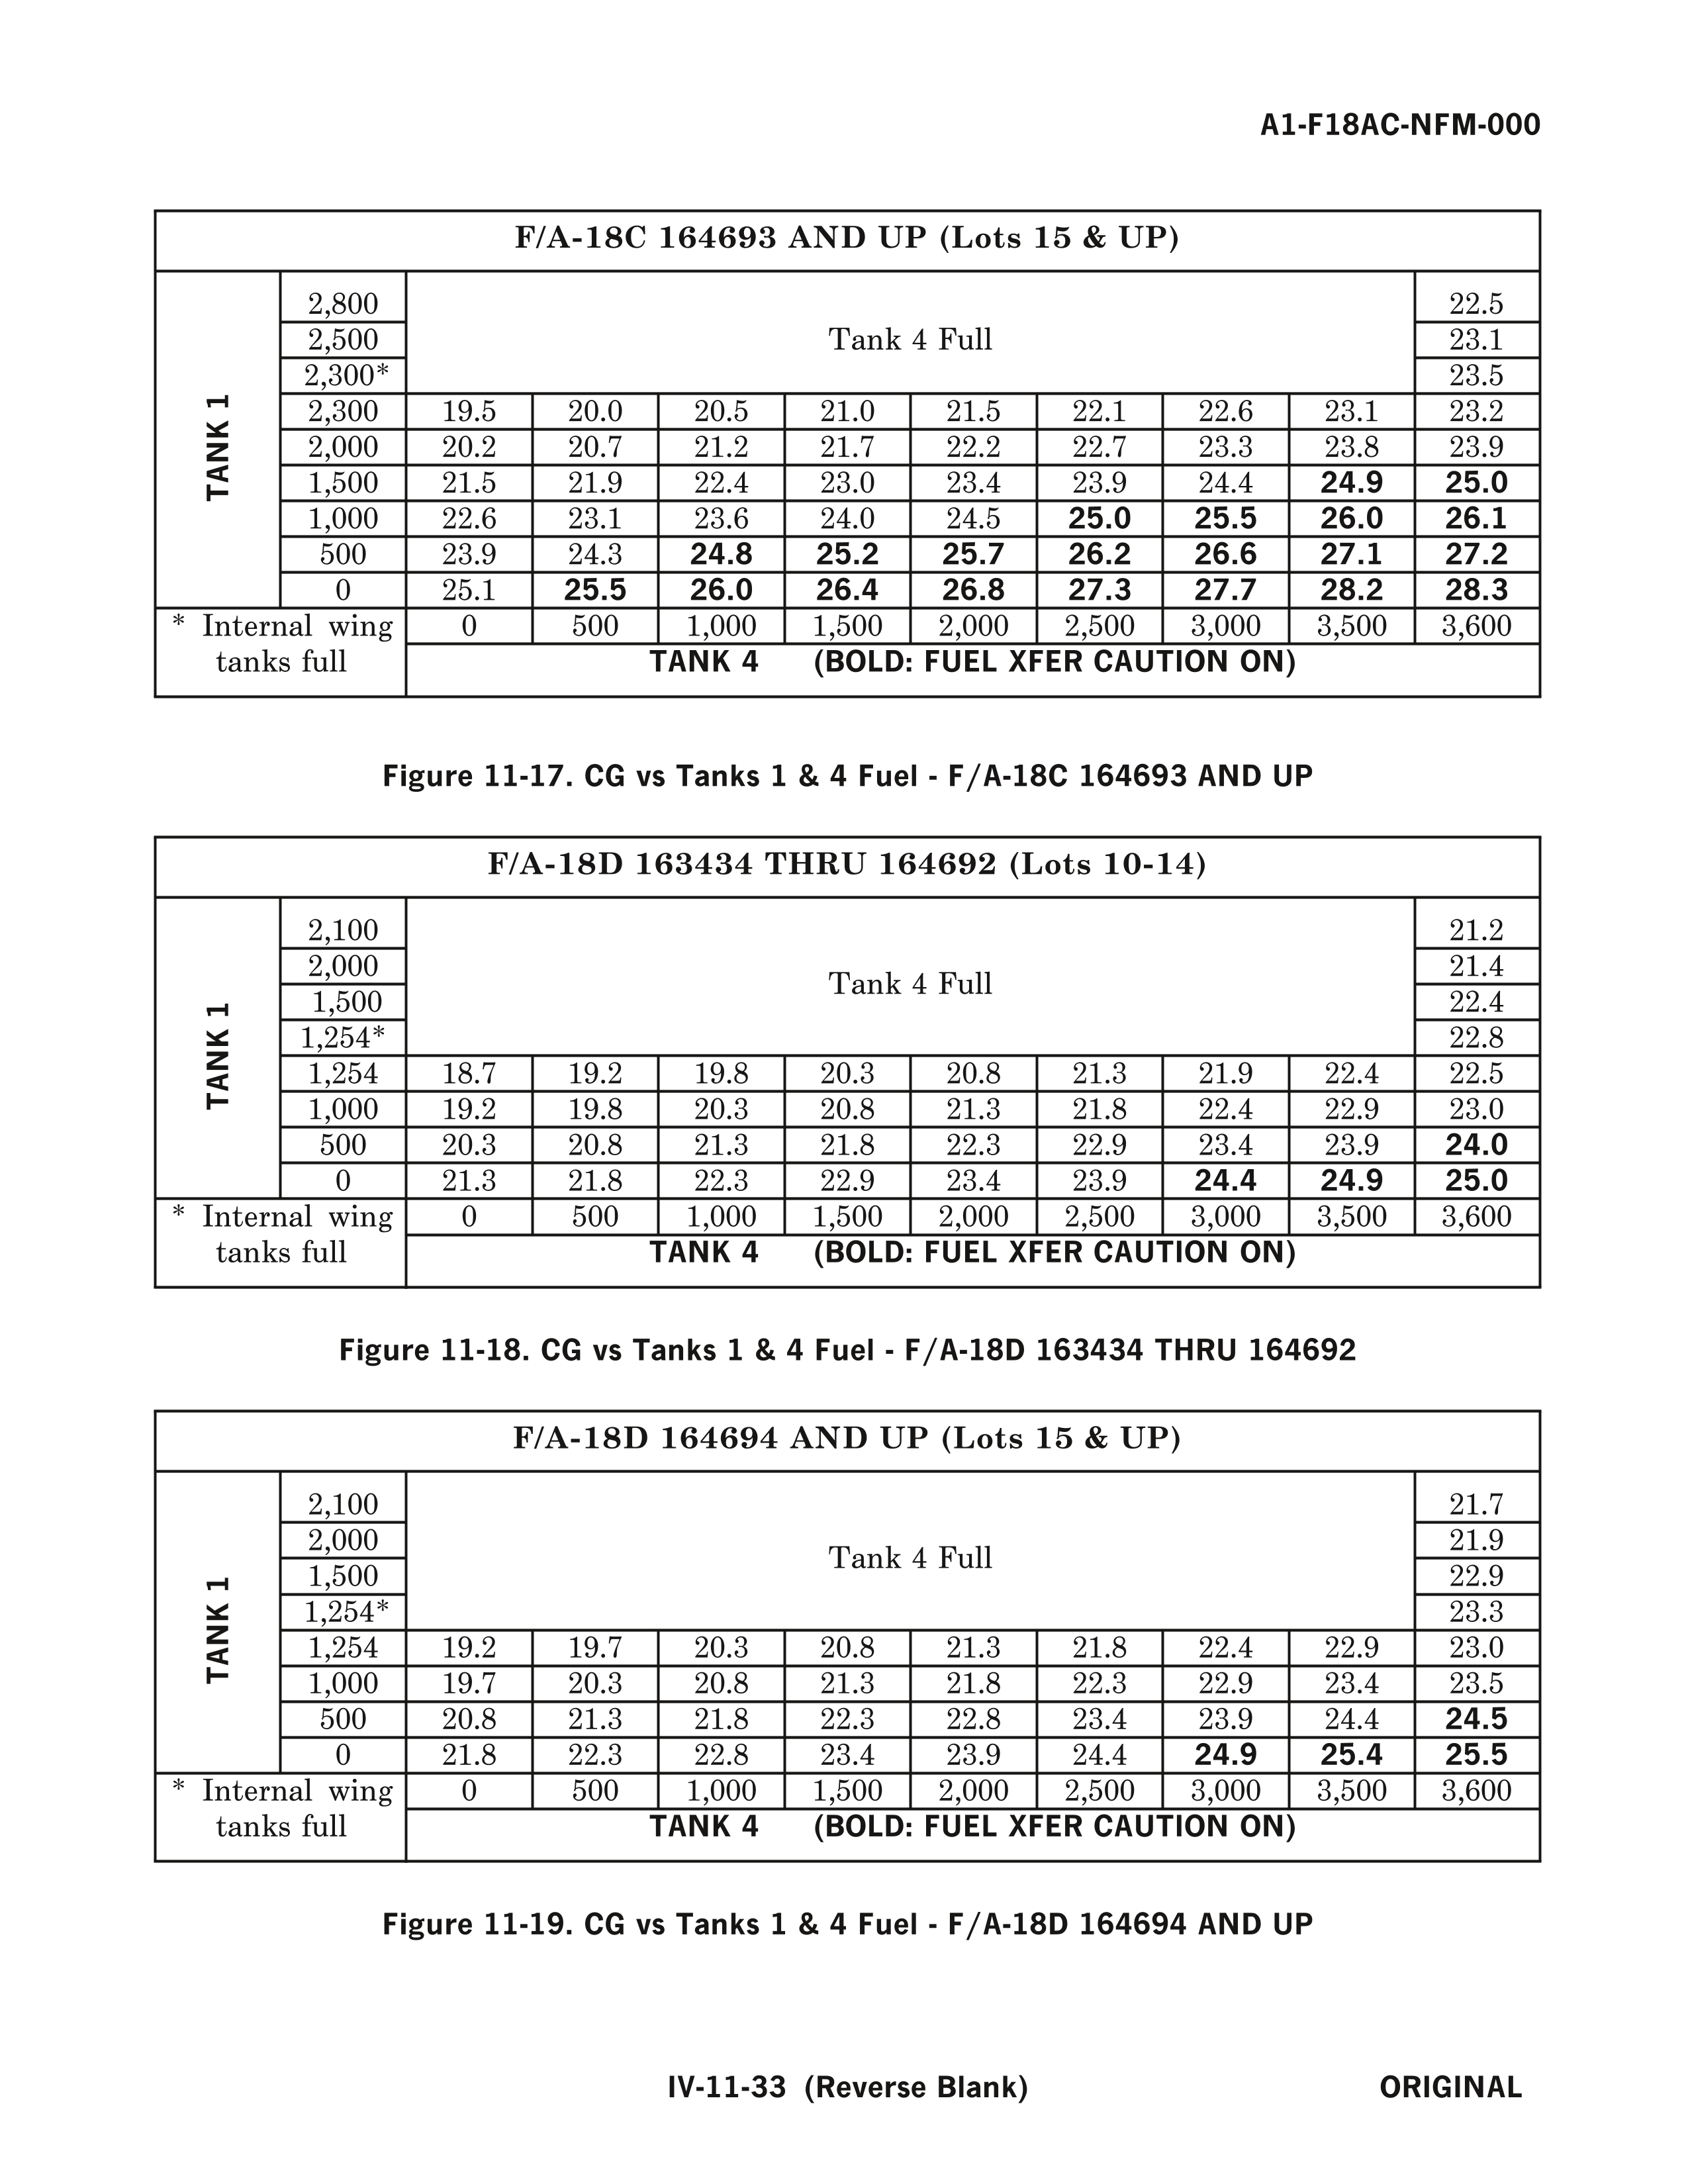 A1-F18AC-NFM-000
F/A-18C 164693 AND UP (Lots 15 & UP)
TANK 1
2,800 22.5
2,500 Tank 4 Full 23.1
2,300* 23.5
2,300 19.5 20.0 20.5 21.0 21.5 22.1 22.6 23.1 23.2
2,000 20.2 20.7 21.2 21.7 22.2 22.7 23.3 23.8 23.9
1,500 21.5 21.9 22.4 23.0 23.4 23.9 24.4 24.9 25.0
1,000 22.6 23.1 23.6 24.0 24.5 25.0 25.5 26.0 26.1
500 23.9 24.3 24.8 25.2 25.7 26.2 26.6 27.1 27.2
0 25.1 25.5 26.0 26.4 26.8 27.3 27.7 28.2 28.3
* Internal wing 0 500 1,000 1,500 2,000 2,500 3,000 3,500 3,600
tanks full TANK 4 (BOLD: FUEL XFER CAUTION ON)
Figure 11-17. CG vs Tanks 1 & 4 Fuel - F/A-18C 164693 AND UP
F/A-18D 163434 THRU 164692 (Lots 10-14)
TANK 1
2,100 21.2
2,000 21.4
Tank 4 Full
1,500 22.4
1,254* 22.8
1,254 18.7 19.2 19.8 20.3 20.8 21.3 21.9 22.4 22.5
1,000 19.2 19.8 20.3 20.8 21.3 21.8 22.4 22.9 23.0
500 20.3 20.8 21.3 21.8 22.3 22.9 23.4 23.9 24.0
0 21.3 21.8 22.3 22.9 23.4 23.9 24.4 24.9 25.0
* Internal wing 0 500 1,000 1,500 2,000 2,500 3,000 3,500 3,600
tanks full TANK 4 (BOLD: FUEL XFER CAUTION ON)
Figure 11-18. CG vs Tanks 1 & 4 Fuel - F/A-18D 163434 THRU 164692
F/A-18D 164694 AND UP (Lots 15 & UP)
TANK 1
2,100 21.7
2,000 21.9
Tank 4 Full
1,500 22.9
1,254* 23.3
1,254 19.2 19.7 20.3 20.8 21.3 21.8 22.4 22.9 23.0
1,000 19.7 20.3 20.8 21.3 21.8 22.3 22.9 23.4 23.5
500 20.8 21.3 21.8 22.3 22.8 23.4 23.9 24.4 24.5
0 21.8 22.3 22.8 23.4 23.9 24.4 24.9 25.4 25.5
* Internal wing 0 500 1,000 1,500 2,000 2,500 3,000 3,500 3,600
tanks full TANK 4 (BOLD: FUEL XFER CAUTION ON)
Figure 11-19. CG vs Tanks 1 & 4 Fuel - F/A-18D 164694 AND UP
IV-11-33 (Reverse Blank) ORIGINAL